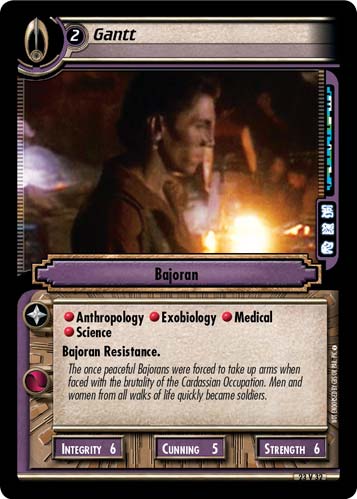 2 Gantt
Bajoran
Anthropology Exobiology Medical
Science
Bajoran Resistance.
The once peaceful Bajorans were forced to take up arms when
faced with the brutality of the Cardassian Occupation. Men and
women from all walks of life quickly became soldiers.
INTEGRITY 6 CUNNING 5 STRENGTH 6
23 V 32